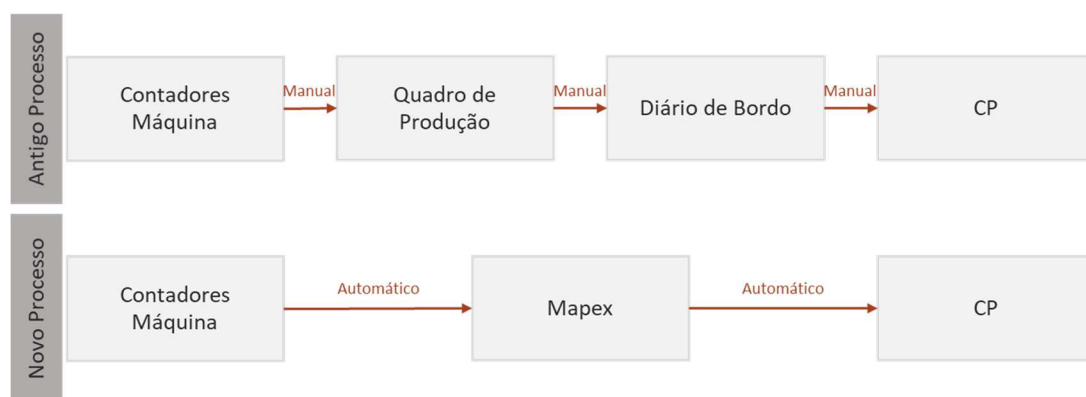 Antigo Processo
Contadores
Máquina
Manual
Quadro de
Produção
Manual
Diário de Bordo
Manual
CP
Novo Processo
Contadores
Máquina
Automático
Mapex
Automático
CP